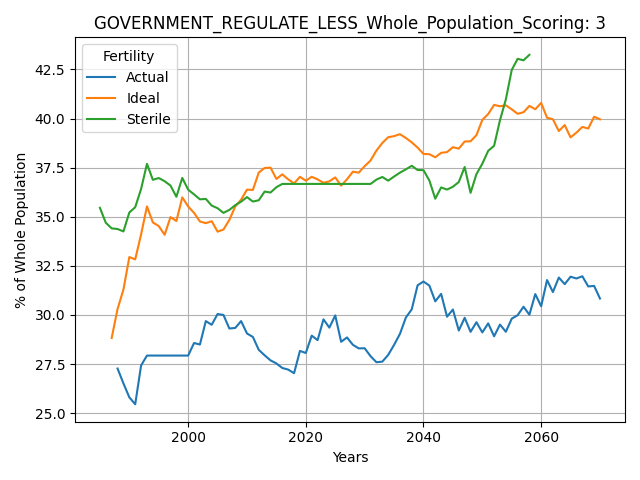 GOVERNMENT_REGULATE_LESS_Whole_Population_Scoring: 3
Fertility
Actual
Ideal
Sterile
% of Whole Population
42.5
40.0
37.5
35.0
32.5
30.0
27.5
25.0
2000 2020 2040 2060
Years